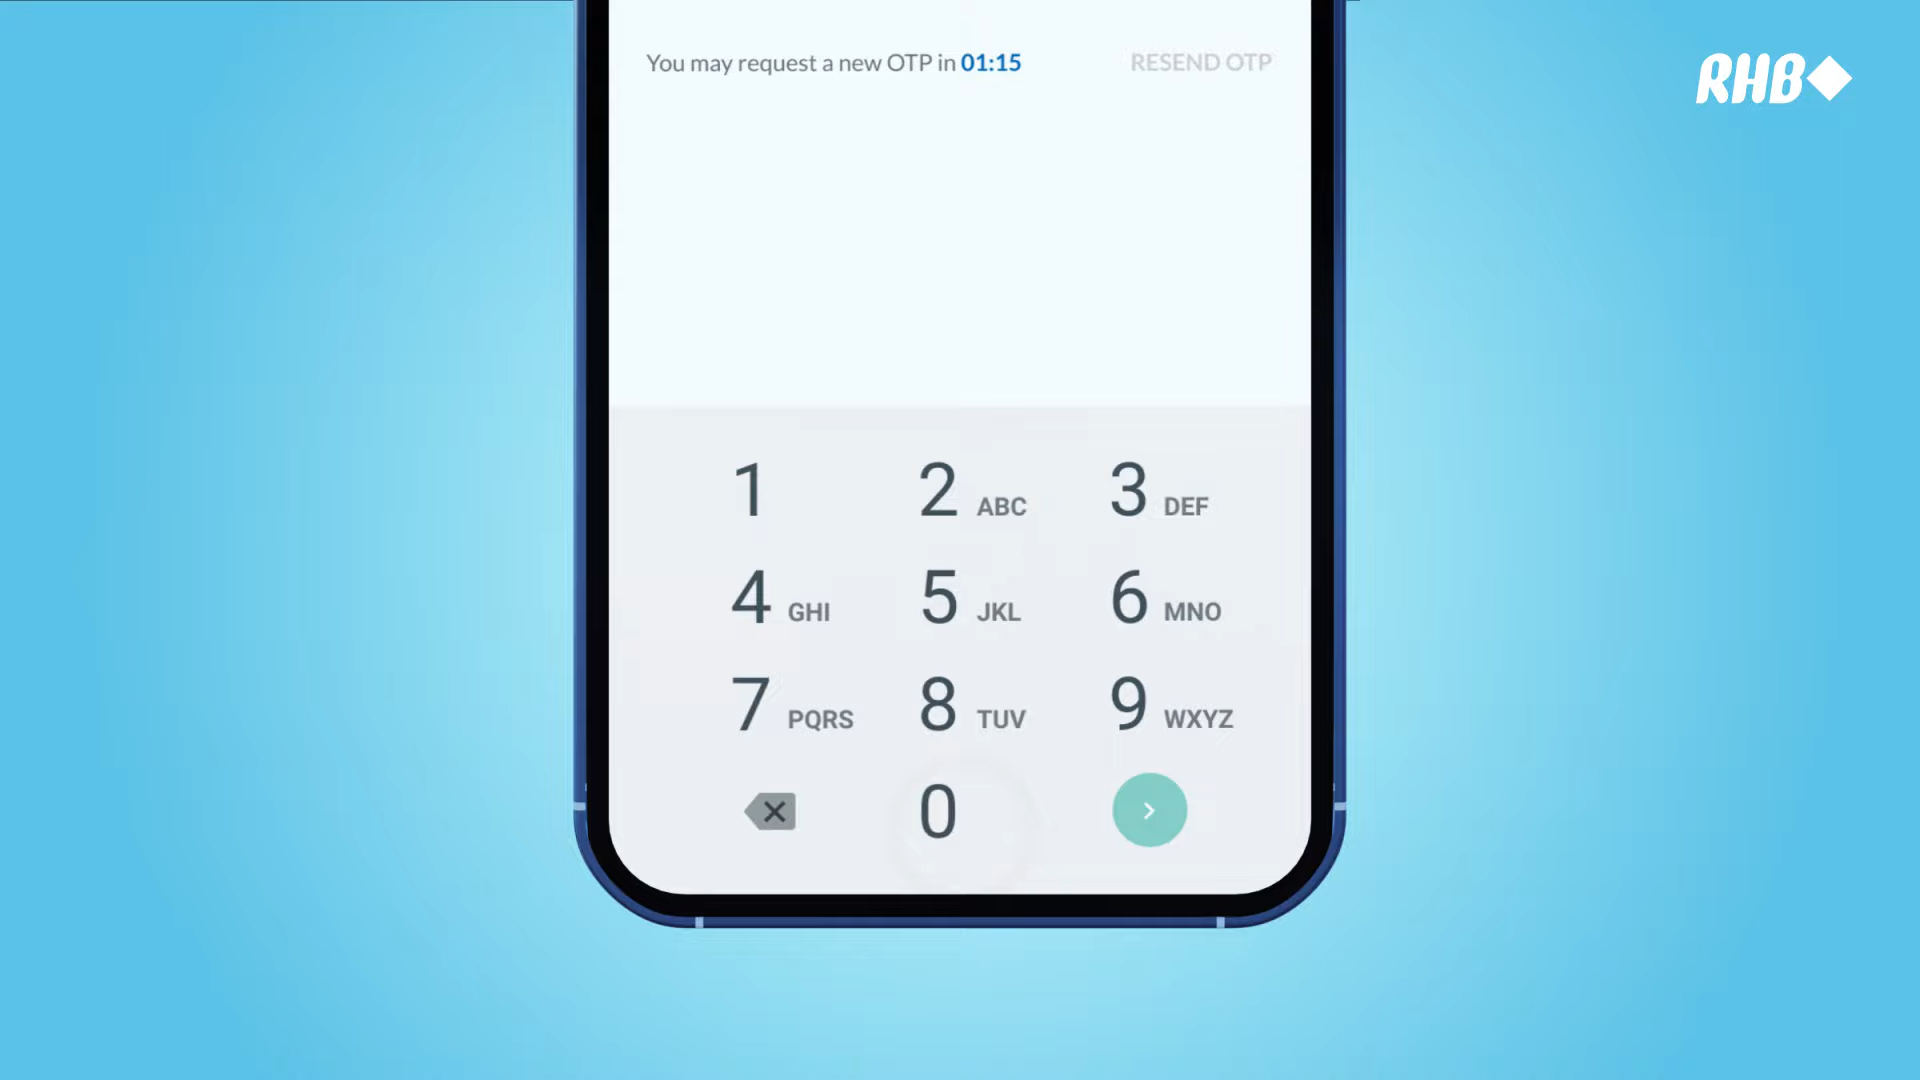 You may request a new OTP in 01:15 RESEND OTP
RHB
1 2 ABC 3 DEF
4 GHI 5 JKL 6 MNO
7 PQRS 8 TUV 9 WXYZ
0